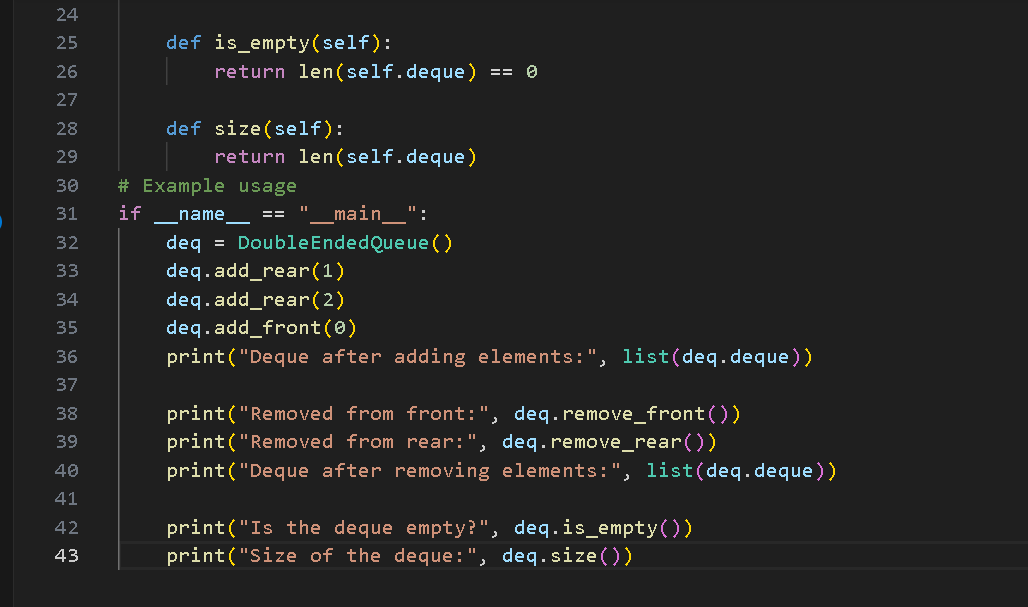 24
25 def is_empty(self):
26 return len(self.deque) == 0
27
28 def size(self):
29 return len(self.deque)
30 # Example usage
31 if __name__ == "__main__":
32 deq = DoubleEndedQueue()
33 deq.add_rear(1)
34 deq.add_rear(2)
35 deq.add_front(0)
36 print("Deque after adding elements:", list(deq.deque))
37
38 print("Removed from front:", deq.remove_front())
39 print("Removed from rear:", deq.remove_rear())
40 print("Deque after removing elements:", list(deq.deque))
41
42 print("Is the deque empty?", deq.is_empty())
43 print("Size of the deque:", deq.size())